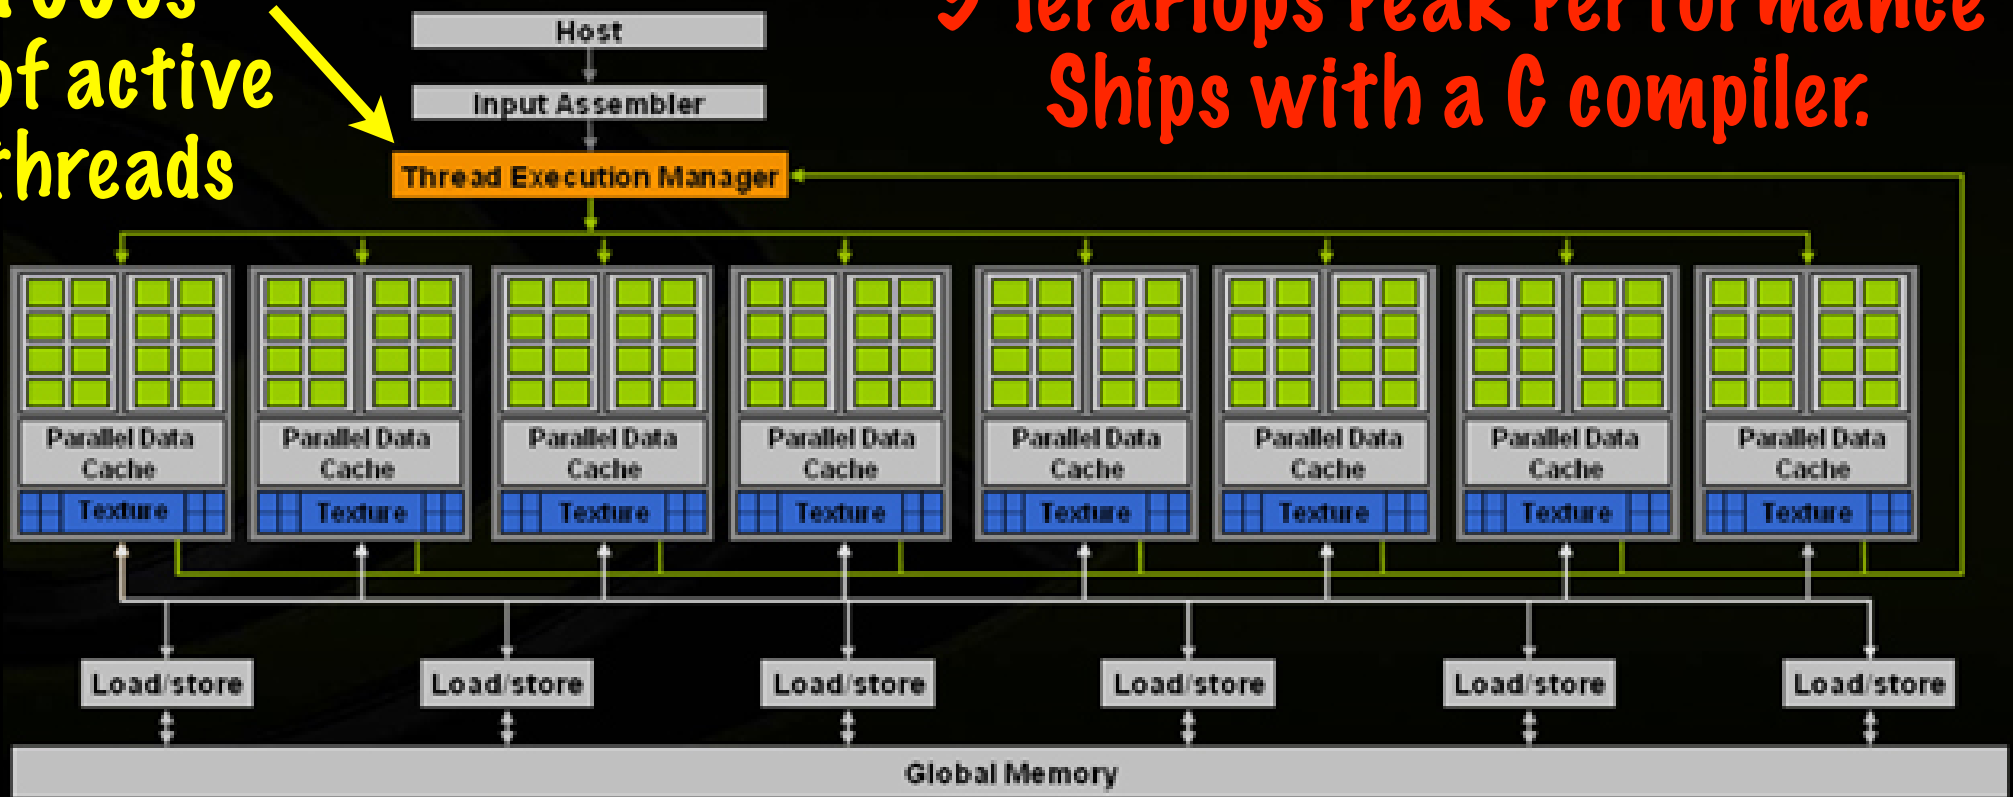 of active
threads
TeraFlops Peak Performance
Ships with a C compiler.
Host
Input Assembler
Thread Execution Manager
Parallel Data Cache
Parallel Data Cache
Parallel Data Cache
Parallel Data Cache
Parallel Data Cache
Parallel Data Cache
Parallel Data Cache
Parallel Data Cache
Texture
Texture
Texture
Texture
Texture
Texture
Texture
Texture
Load/store
Load/store
Load/store
Load/store
Load/store
Load/store
Global Memory